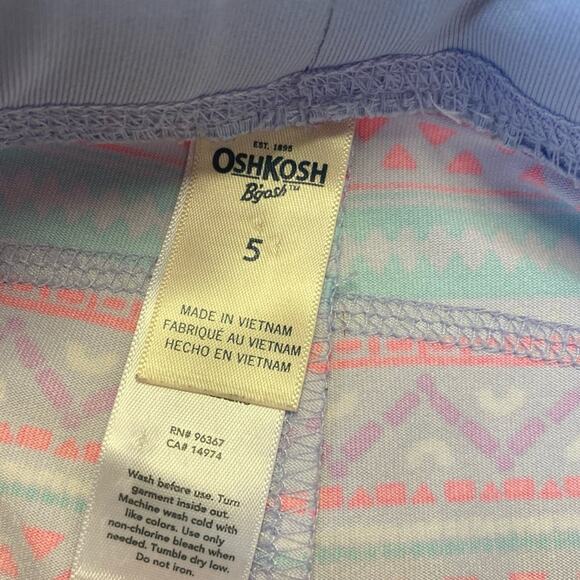 EST. 1895
OSHKOSH
B'gosh™
5
MADE IN VIETNAM
FABRIQUÉ AU VIETNAM
HECHO EN VIETNAM
RN# 96367
CA# 14974
Wash before use. Turn
garment inside out.
Machine wash cold with
like colors. Use only
non-chlorine bleach when
needed. Tumble dry low.
Do not iron.